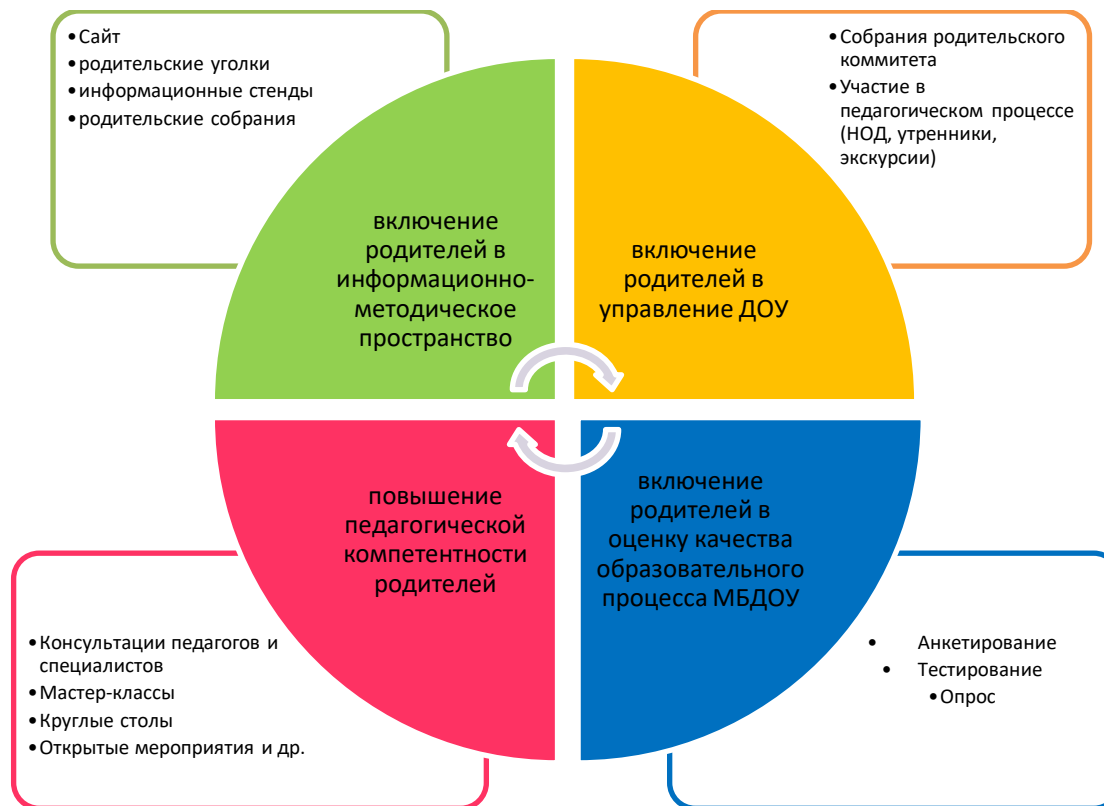 •Сайт
•родительские уголки
•информационные стенды
•родительские собрания
•Собрания родительского
коммитета
•Участие в
педагогическом процессе
(НОД, утренники,
экскурсии)
включение
родителей в
информационно-
методическое
пространство
включение
родителей в
управление ДОУ
повышение
педагогической
компетентности
родителей
включение
родителей в
оценку качества
образовательного
процесса МБДОУ
•Консультации педагогов и
специалистов
•Мастер-классы
•Круглые столы
•Открытые мероприятия и др.
• Анкетирование
• Тестирование
•Опрос